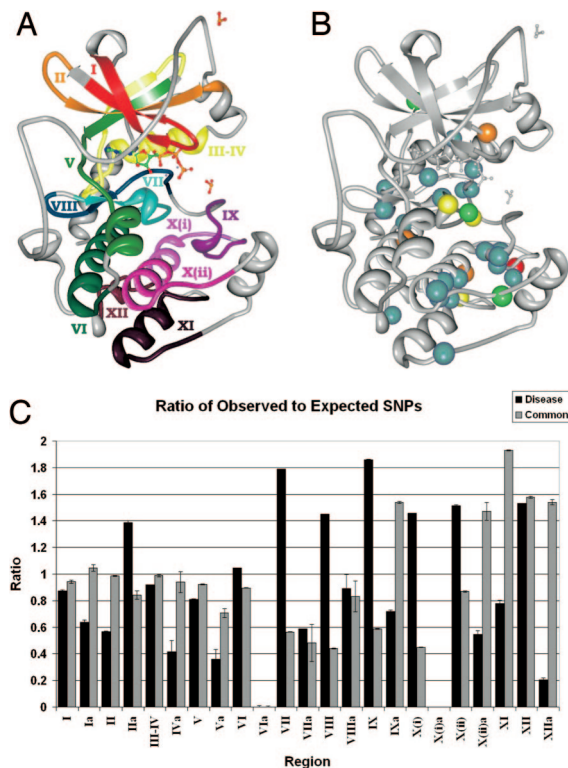 A
I
II
III-IV
V
VII
VIII
IX
X(i)
X(ii)
XII
VI
XI
B
C
Ratio of Observed to Expected SNPs
Disease
Common
2
1.8
1.6
1.4
1.2
1
0.8
0.6
0.4
0.2
0
Ratio
I
Ia
II
IIa
III-IV
IVa
V
Va
VI
VIa
VII
VIIa
VIII
VIIIa
IX
IXa
X(i)
X(i)a
X(ii)
X(ii)a
XI
XII
XIIa
Region